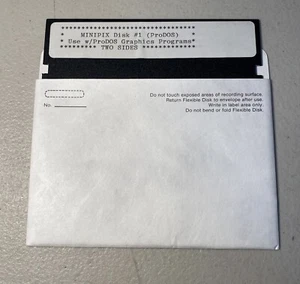 * * * * * * * * * * * * * * * * *
* MINIPIX Disk #1 (ProDOS) *
* Use w/ProDOS Graphics Programs*
********* TWO SIDES *********
Do not touch exposed areas of recording surface.
Return Flexible Disk to envelope after use.
Write in label area only.
Do not bend or fold Flexible Disk.
No.